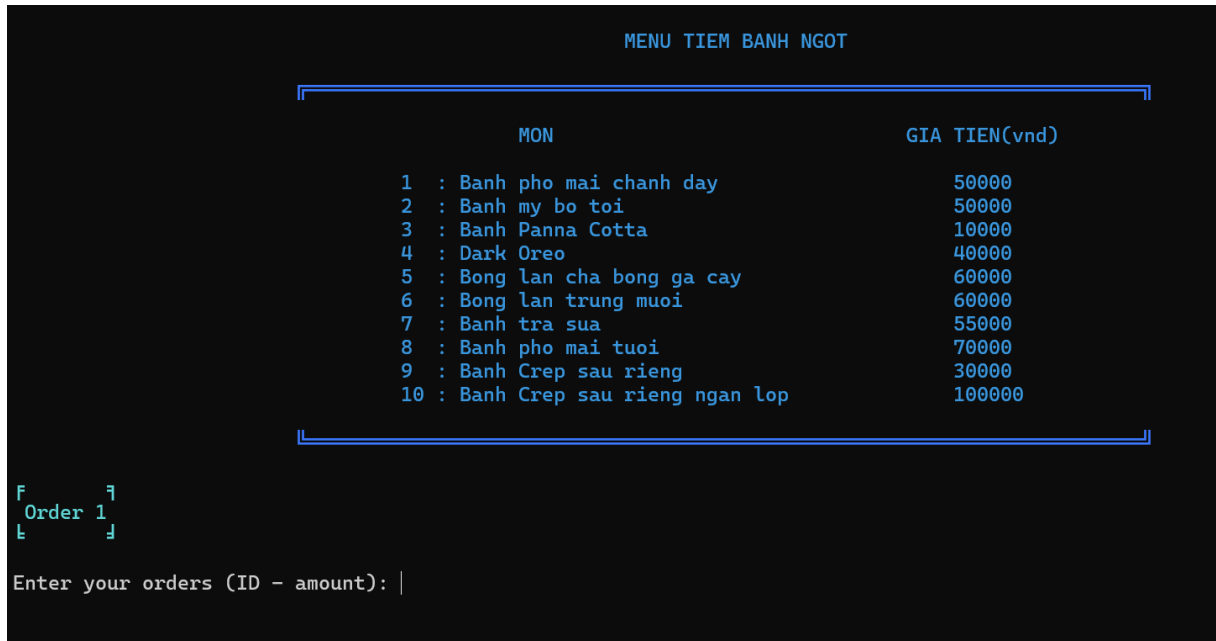 MENU TIEM BANH NGOT
MON GIA TIEN(vnd)
1 : Banh pho mai chanh day 50000
2 : Banh my bo toi 50000
3 : Banh Panna Cotta 10000
4 : Dark Oreo 40000
5 : Bong lan cha bong ga cay 60000
6 : Bong lan trung muoi 60000
7 : Banh tra sua 55000
8 : Banh pho mai tuoi 70000
9 : Banh Crep sau rieng 30000
10 : Banh Crep sau rieng ngan lop 100000
Order 1
Enter your orders (ID - amount):